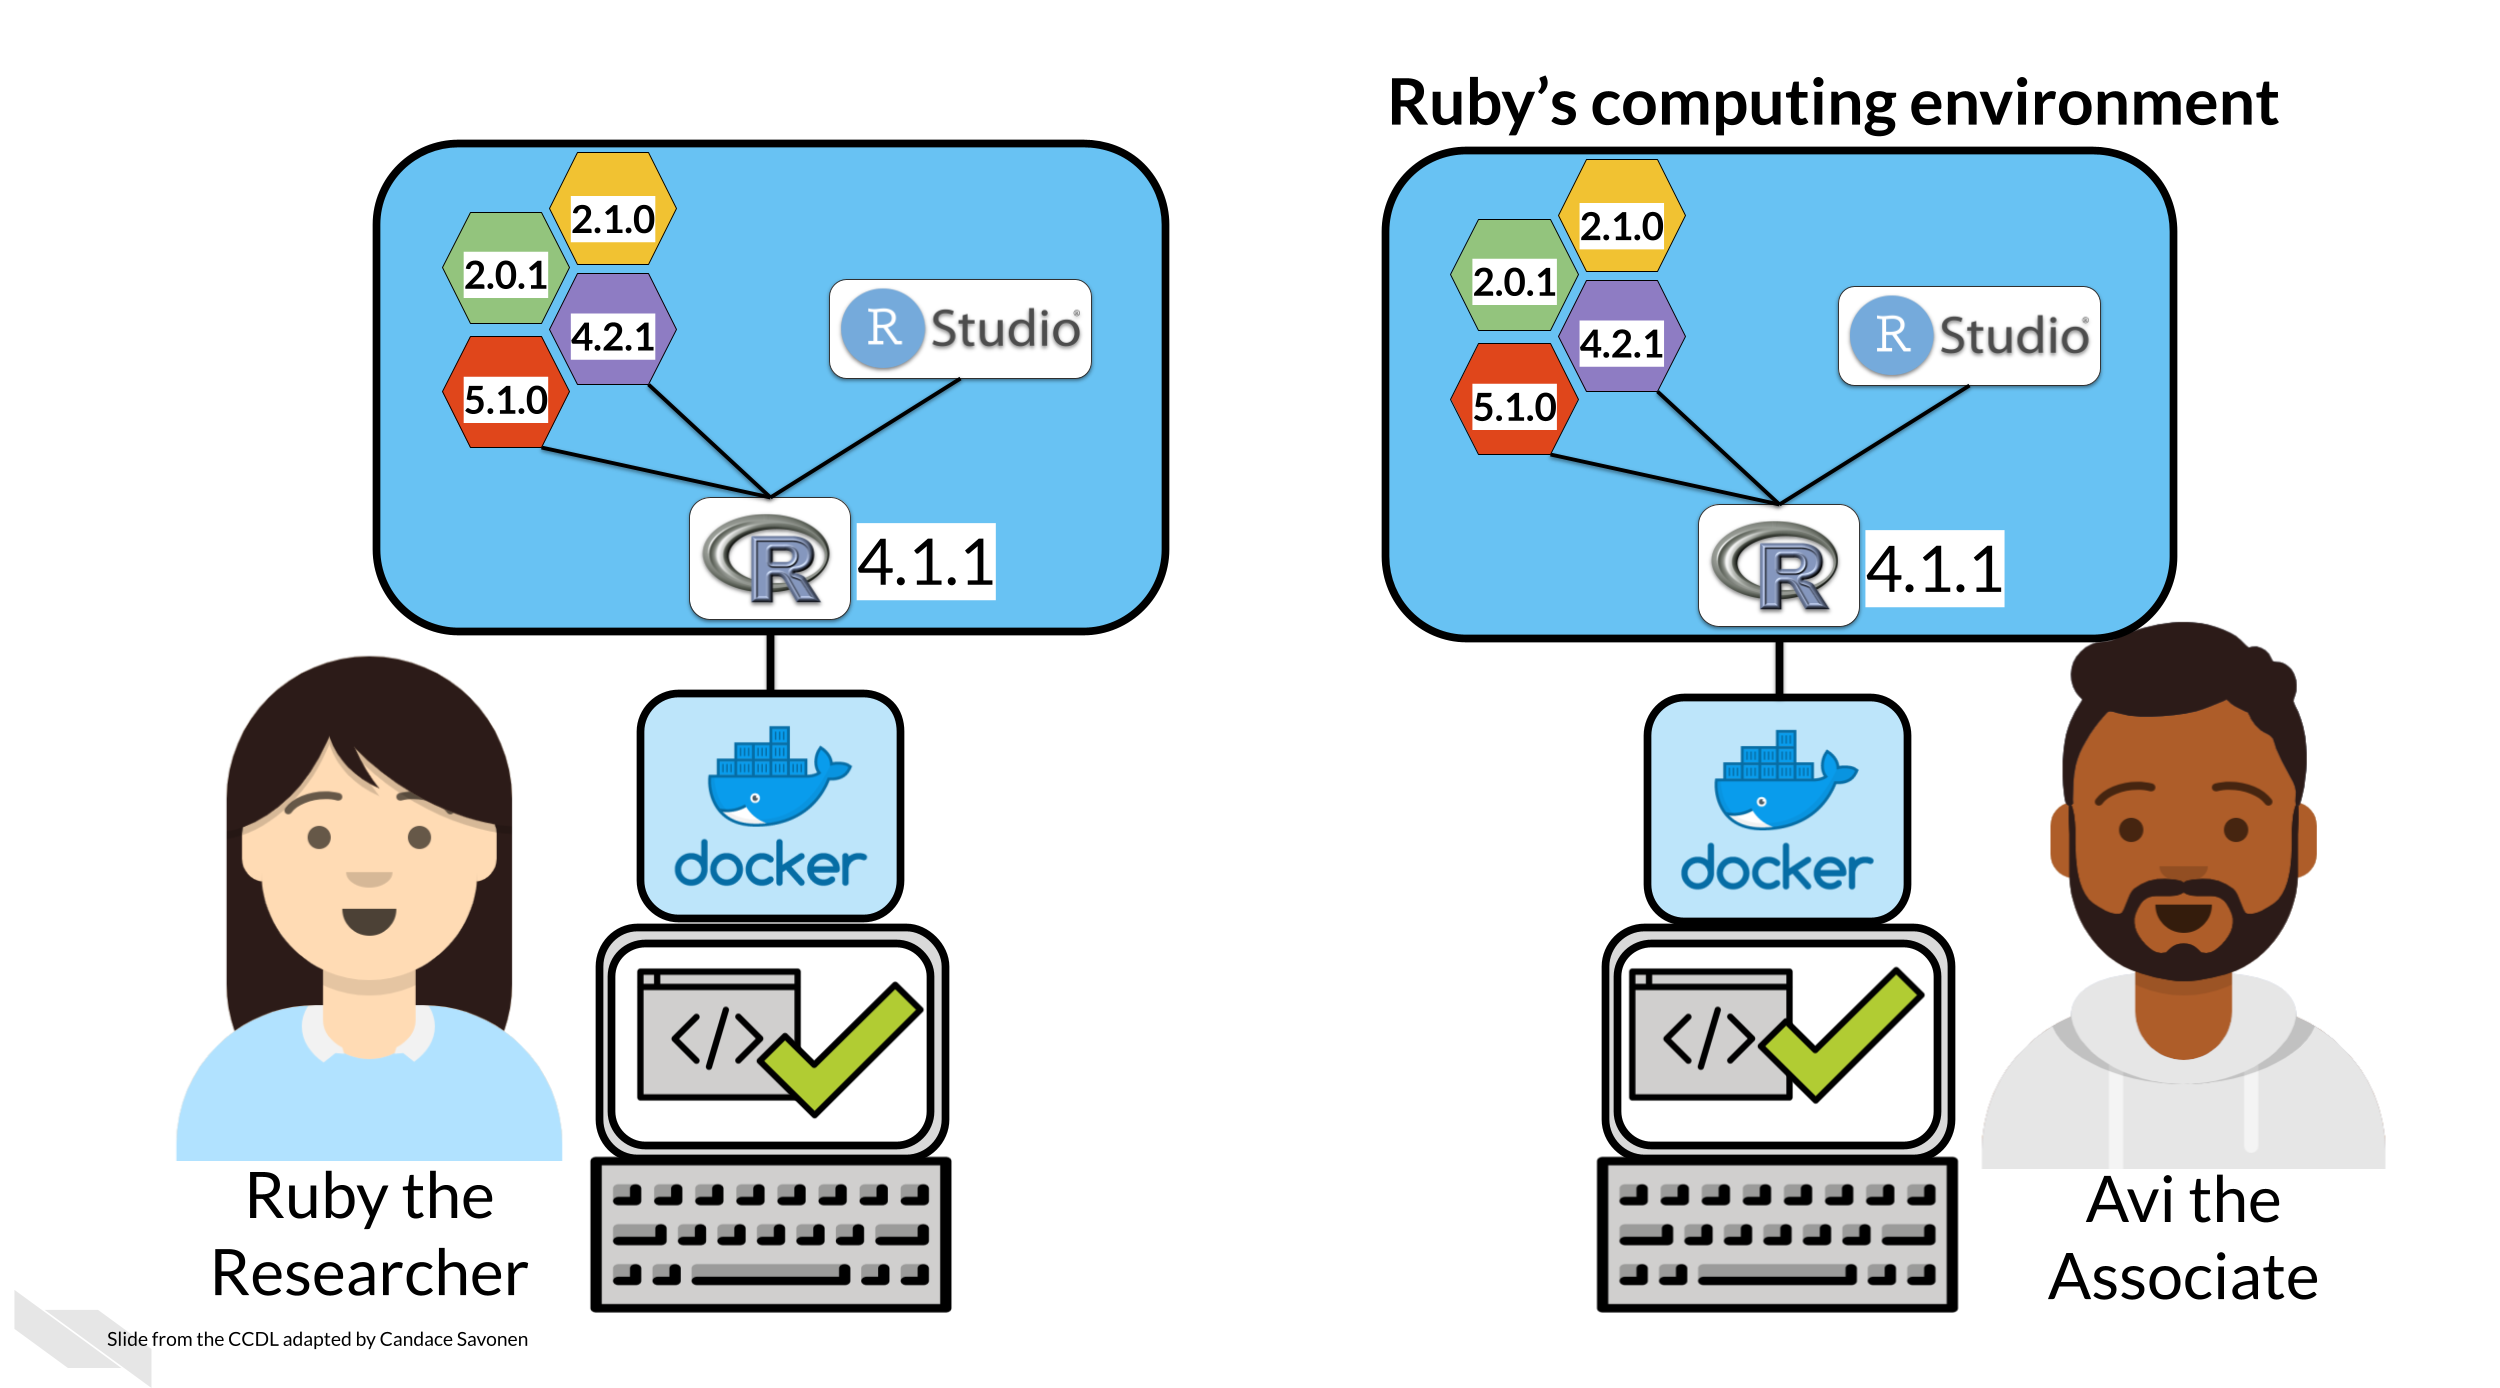 Ruby’s computing environment
2.1.0
2.0.1
4.2.1
5.1.0
R Studio®
R
4.1.1
docker
</>
Ruby the
Researcher
2.1.0
2.0.1
4.2.1
5.1.0
R Studio®
R
4.1.1
docker
</>
Avi the
Associate
Slide from the CCDL adapted by Candace Savonen